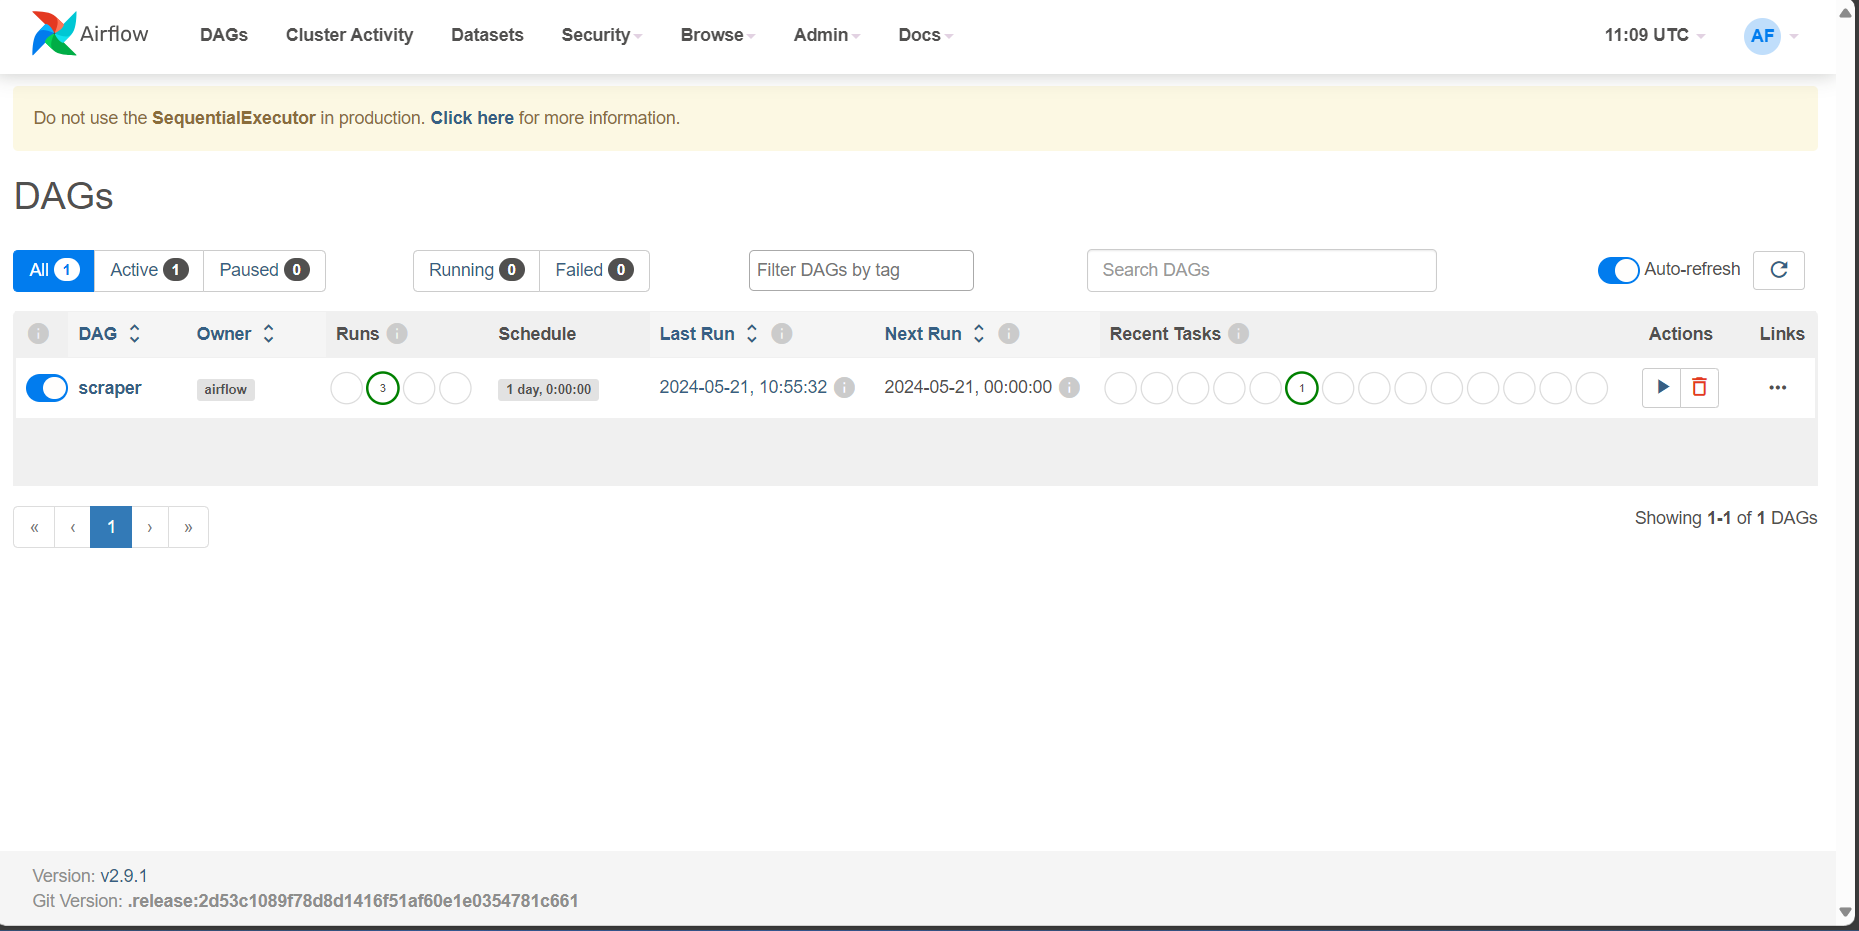 Airflow DAGs Cluster Activity Datasets Security Browse Admin Docs 11:09 UTC AF
Do not use the SequentialExecutor in production. Click here for more information.
DAGs
All 1 Active 1 Paused 0 Running 0 Failed 0 Filter DAGs by tag Search DAGs Auto-refresh
DAG Owner Runs Schedule Last Run Next Run Recent Tasks Actions Links
scraper airflow 3 1 day, 0:00:00 2024-05-21, 10:55:32 2024-05-21, 00:00:00 1
« ‹ 1 › » Showing 1-1 of 1 DAGs
Version: v2.9.1
Git Version: .release:2d53c1089f78d8d1416f51af60e1e0354781c661